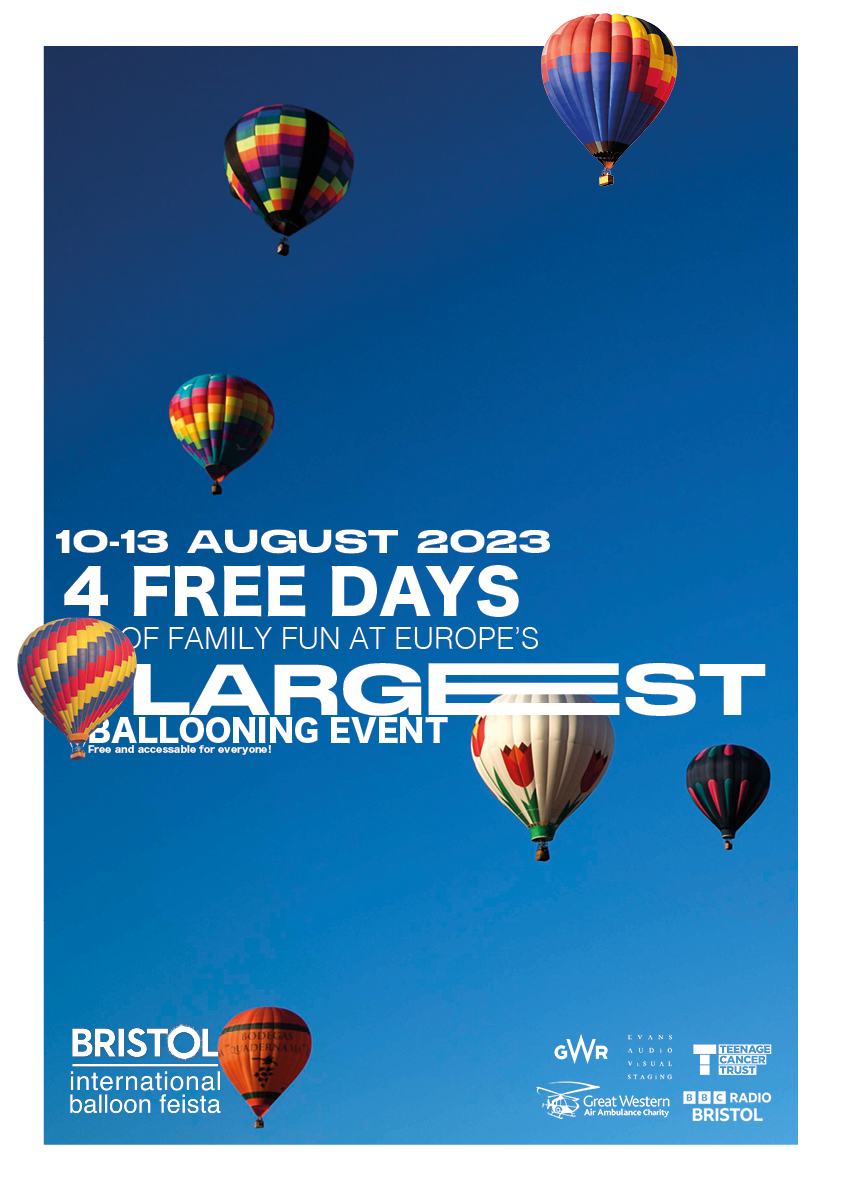 10-13 AUGUST 2023
4 FREE DAYS
OF FAMILY FUN AT EUROPE'S
LARGEST
BALLOONING EVENT
Free and accessable for everyone!
BRISTOL
international
balloon feista
BODEGAS
GWR
EVANS
AUDiO
ViSUAL
STAGiNG
TEENAGE
CANCER
TRUST
Great Western
Air Ambulance Charity
BBC RADIO
BRISTOL